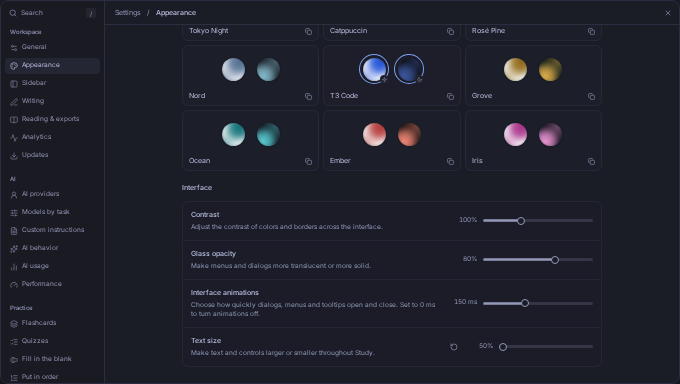 Search
/
Settings / Appearance
Workspace
General
Appearance
Sidebar
Writing
Reading & exports
Analytics
Updates
AI
AI providers
Models by task
Custom instructions
AI behavior
AI usage
Performance
Practice
Flashcards
Quizzes
Fill in the blank
Put in order
Tokyo Night
Catppuccin
Rosé Pine
Nord
T3 Code
Grove
Ocean
Ember
Iris
Interface
Contrast
Adjust the contrast of colors and borders across the interface.
100%
Glass opacity
Make menus and dialogs more translucent or more solid.
80%
Interface animations
Choose how quickly dialogs, menus and tooltips open and close. Set to 0 ms
to turn animations off.
150 ms
Text size
Make text and controls larger or smaller throughout Study.
50%